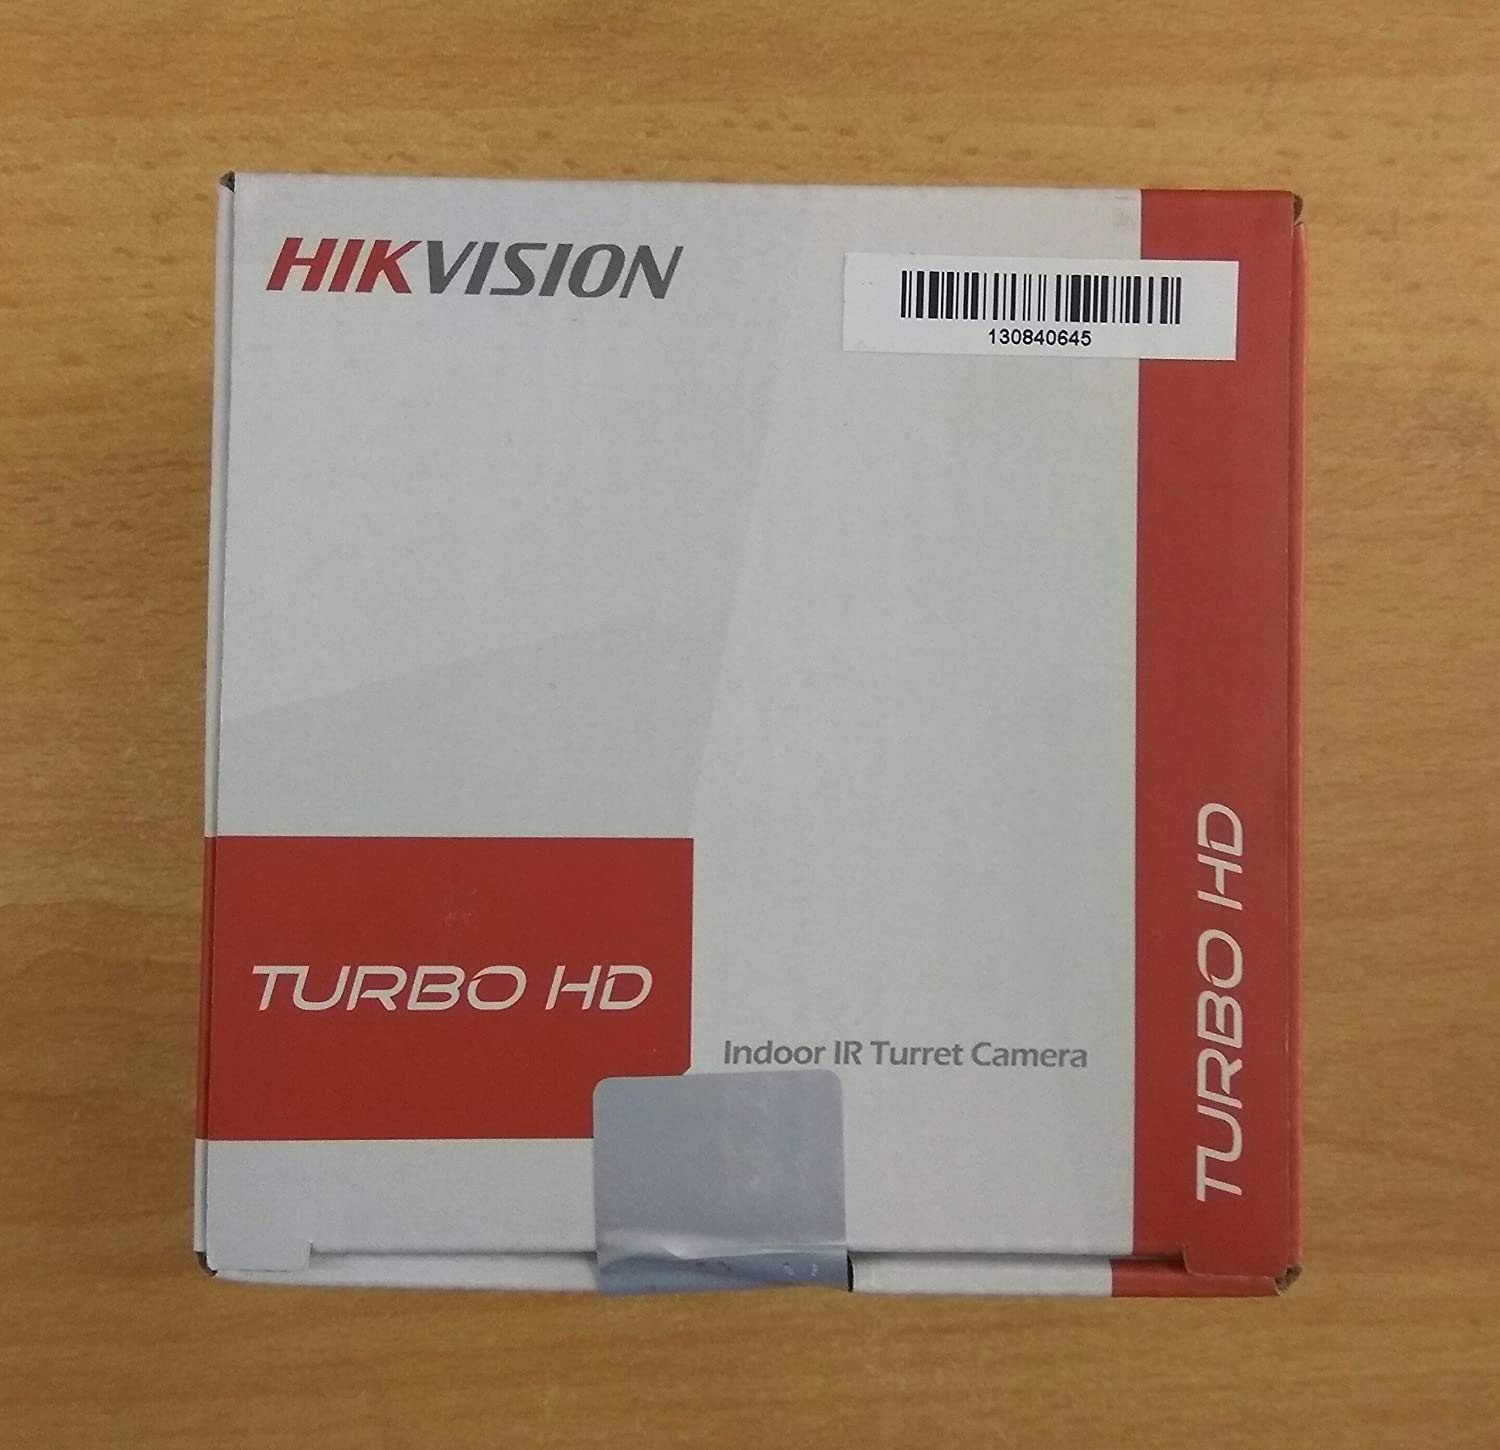 HIKVISION
130840645
TURBO HD
Indoor IR Turret Camera
TURBO HD